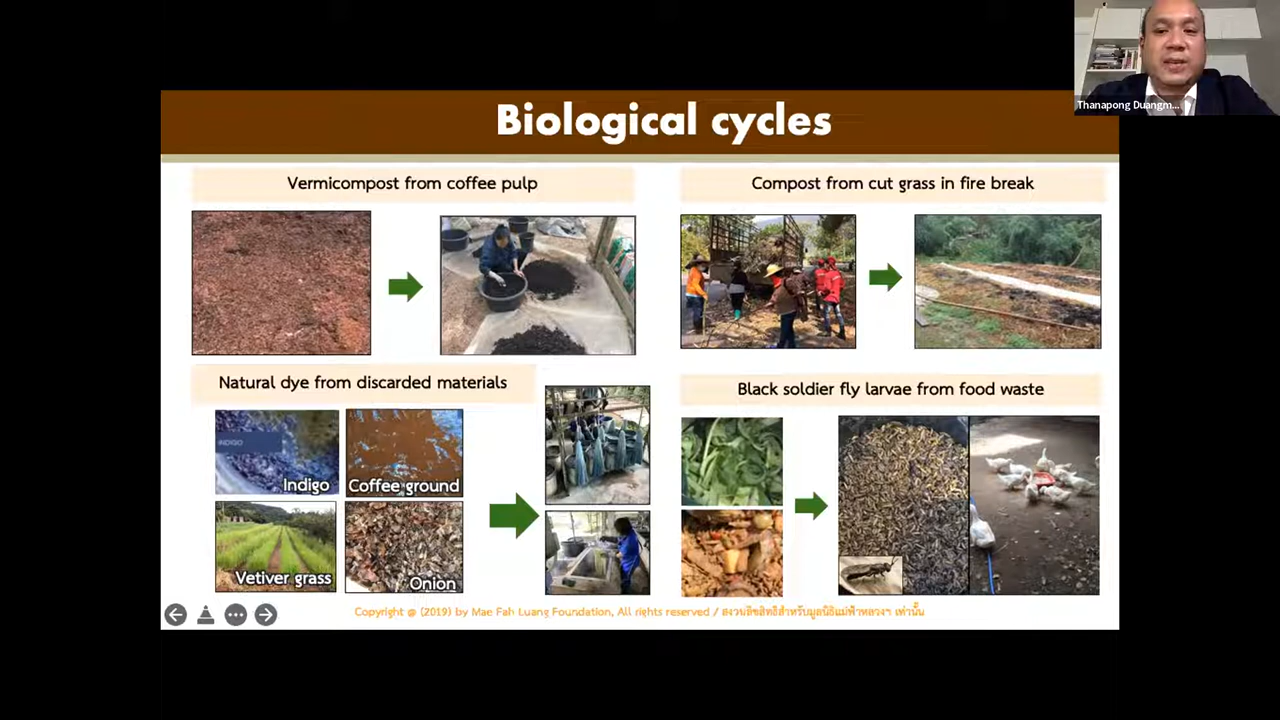 Thanapong Duangm...
Biological cycles
Vermicompost from coffee pulp
Compost from cut grass in fire break
Natural dye from discarded materials
Black soldier fly larvae from food waste
INDIGO
Indigo
Coffee ground
Vetiver grass
Onion
Copyright @ (2019) by Mae Fah Luang Foundation, All rights reserved / สงวนลิขสิทธิ์สำหรับมูลนิธิแม่ฟ้าหลวงฯ เท่านั้น